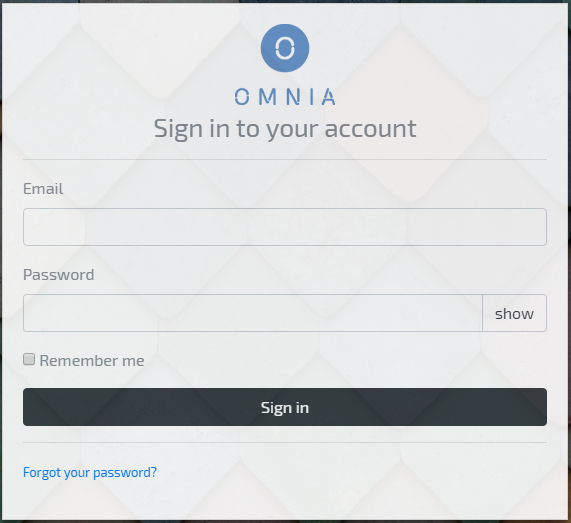 O
OMNIA
Sign in to your account
Email
Password
show
Remember me
Sign in
Forgot your password?